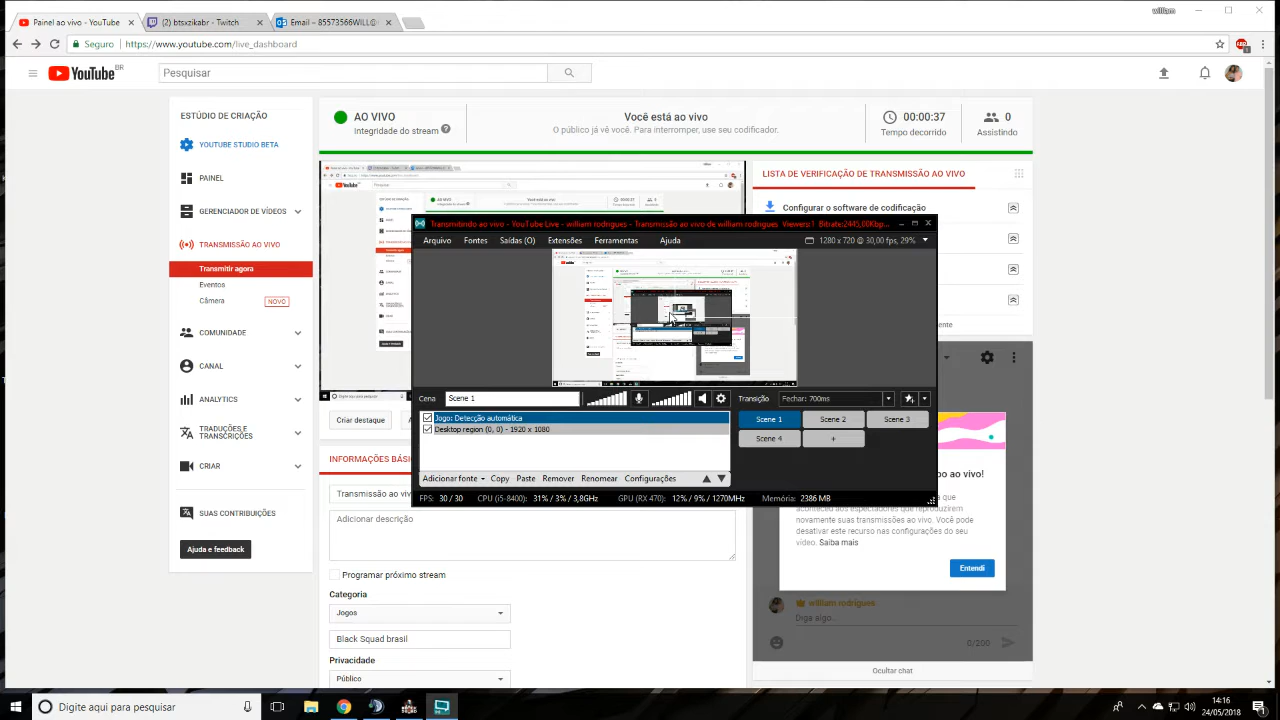 Painel ao vivo - YouTube
(2) btsxzikabr - Twitch
Email – 85573566WILL@
william
Seguro
https://www.youtube.com/live_dashboard
YouTube BR
Pesquisar
ESTÚDIO DE CRIAÇÃO
YOUTUBE STUDIO BETA
PAINEL
GERENCIADOR DE VÍDEOS
TRANSMISSÃO AO VIVO
Transmitir agora
Eventos
Câmera
NOVO
COMUNIDADE
CANAL
ANALYTICS
TRADUÇÕES E
TRANSCRIÇÕES
CRIAR
SUAS CONTRIBUIÇÕES
Ajuda e feedback
AO VIVO
Integridade do stream
Você está ao vivo
O público já vê você. Para interromper, use seu codificador.
00:00:37
Tempo decorrido
0
Assistindo
LISTA DE VERIFICAÇÃO DE TRANSMISSÃO AO VIVO
Configurar o software de codificação
Transmitindo ao vivo - YouTube Live - william rodrigues - Transmissão ao vivo de william rodrigues Viewers:1 Bitrate:2445,00Kbp...
Arquivo Fontes Saídas (O) Extensões Ferramentas Ajuda
1280 x 720 @ 30,00 fps, 29%
Cena
Scene 1
Transição
Fechar: 700ms
Jogo: Detecção automática
Desktop region (0, 0) - 1920 x 1080
Scene 1 Scene 2 Scene 3
Scene 4 +
Adicionar fonte Copy Paste Remover Renomear Configurações
FPS: 30 / 30 CPU (i5-8400): 31% / 3% / 3,8GHz GPU (RX 470): 12% / 9% / 1270MHz Memória: 2386 MB
Criar destaque
INFORMAÇÕES BÁSI
Transmissão ao viv
Adicionar descrição
Programar próximo stream
Categoria
Jogos
Black Squad brasil
Privacidade
Público
po ao vivo!
que
aconteceu aos espectadores que reproduzirem
novamente suas transmissões ao vivo. Você pode
desativar este recurso nas configurações do seu
vídeo. Saiba mais
Entendi
william rodrigues
Diga algo...
0/200
Ocultar chat
Digite aqui para pesquisar
14:16
24/05/2018